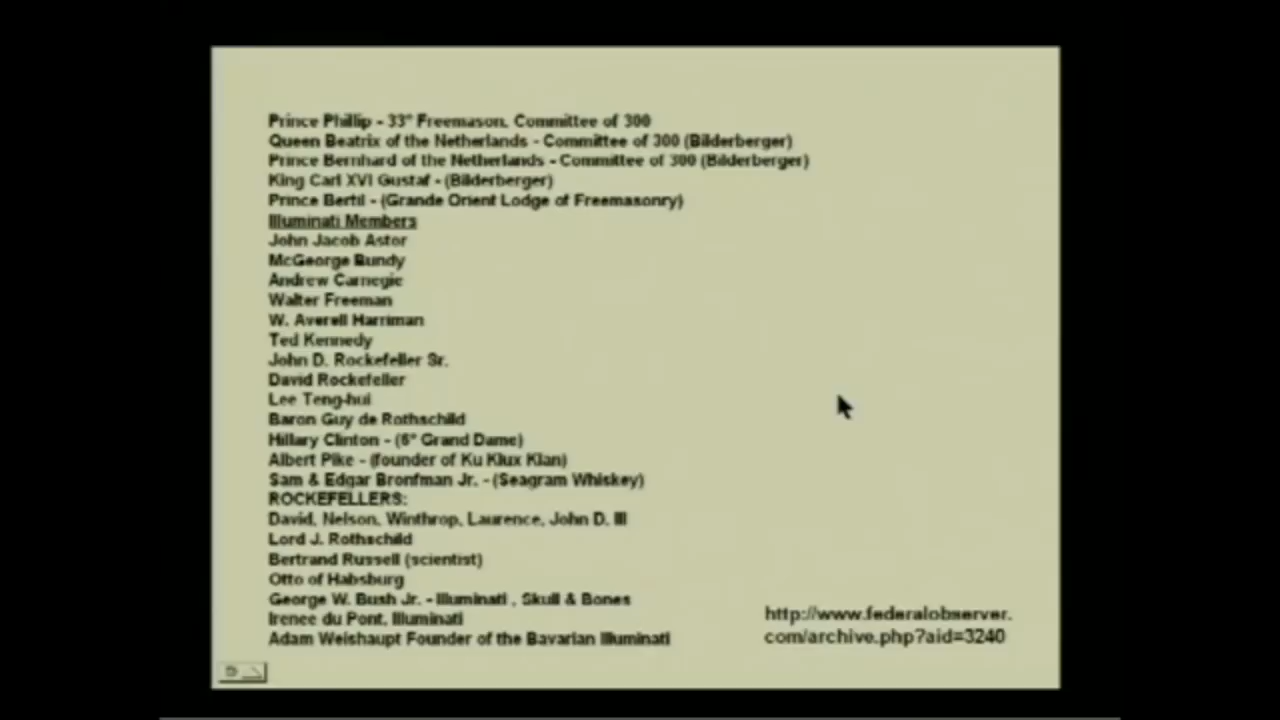 Prince Phillip - 33° Freemason, Committee of 300
Queen Beatrix of the Netherlands - Committee of 300 (Bilderberger)
Prince Bernhard of the Netherlands - Committee of 300 (Bilderberger)
King Carl XVI Gustaf - (Bilderberger)
Prince Bertil - (Grande Orient Lodge of Freemasonry)
Illuminati Members
John Jacob Astor
McGeorge Bundy
Andrew Carnegie
Walter Freeman
W. Averell Harriman
Ted Kennedy
John D. Rockefeller Sr.
David Rockefeller
Lee Teng-hui
Baron Guy de Rothschild
Hillary Clinton - (6° Grand Dame)
Albert Pike - (founder of Ku Klux Klan)
Sam & Edgar Bronfman Jr. - (Seagram Whiskey)
ROCKEFELLERS:
David, Nelson, Winthrop, Laurence, John D. III
Lord J. Rothschild
Bertrand Russell (scientist)
Otto of Habsburg
George W. Bush Jr. - Illuminati , Skull & Bones
Irenee du Pont, Illuminati
Adam Weishaupt Founder of the Bavarian Illuminati
http://www.federalobserver.
com/archive.php?aid=3240